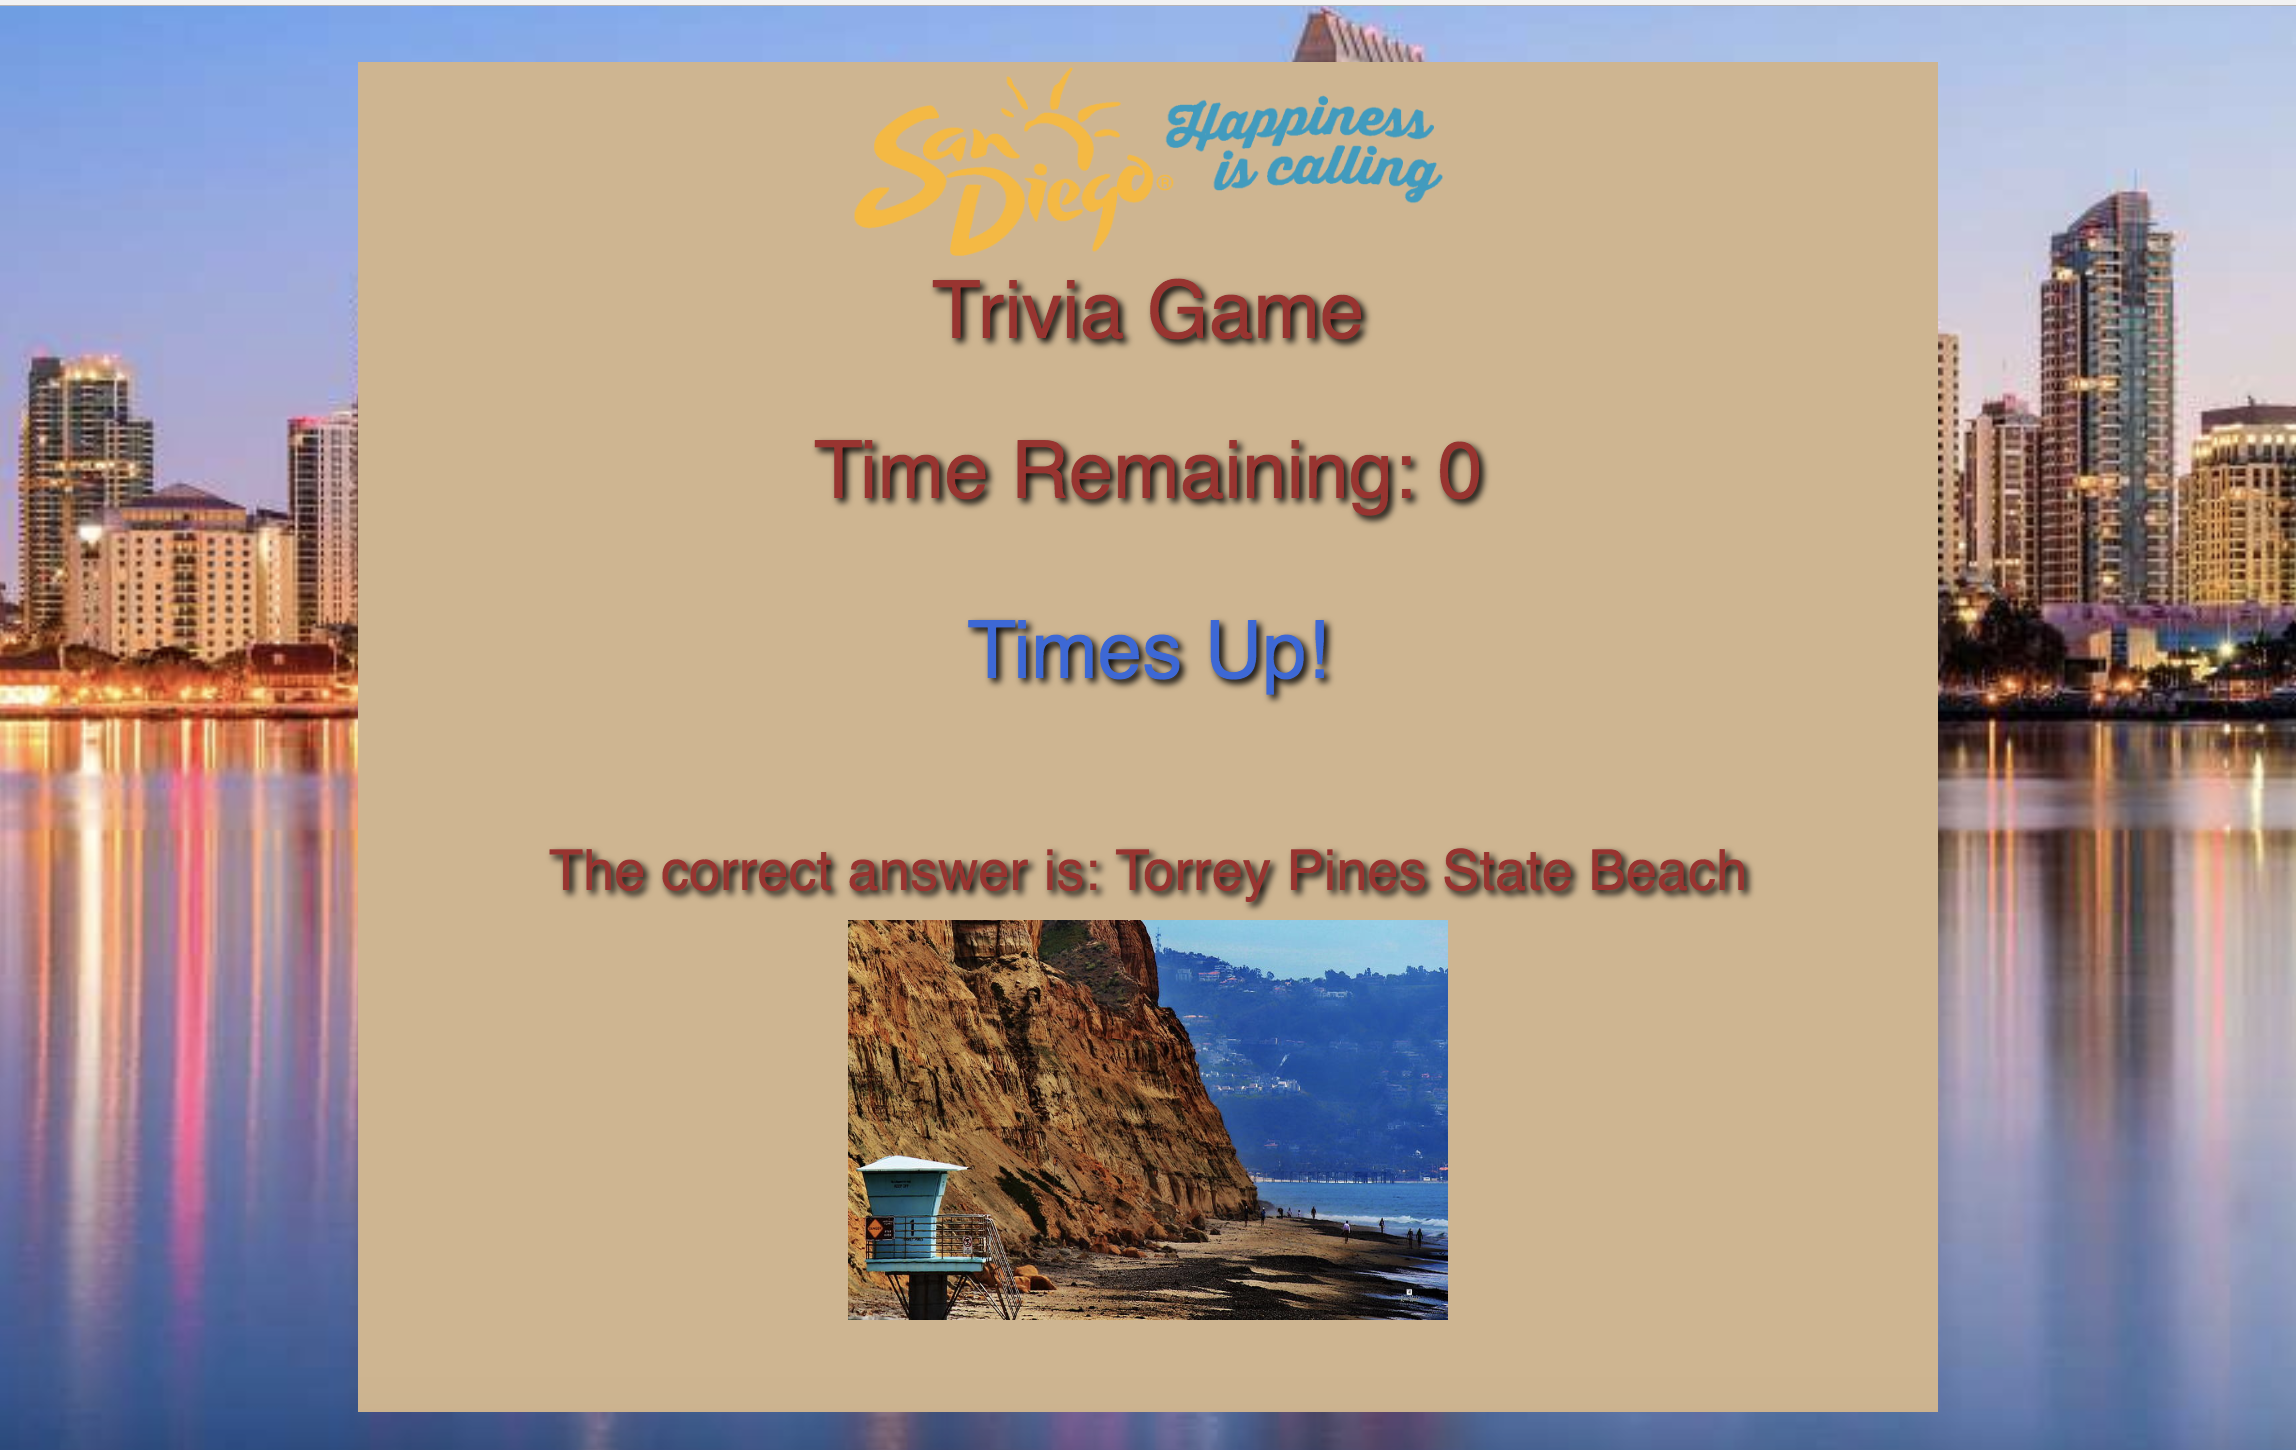 San
Diego®
Happiness
is calling
Trivia Game
Time Remaining: 0
Times Up!
The correct answer is: Torrey Pines State Beach
1